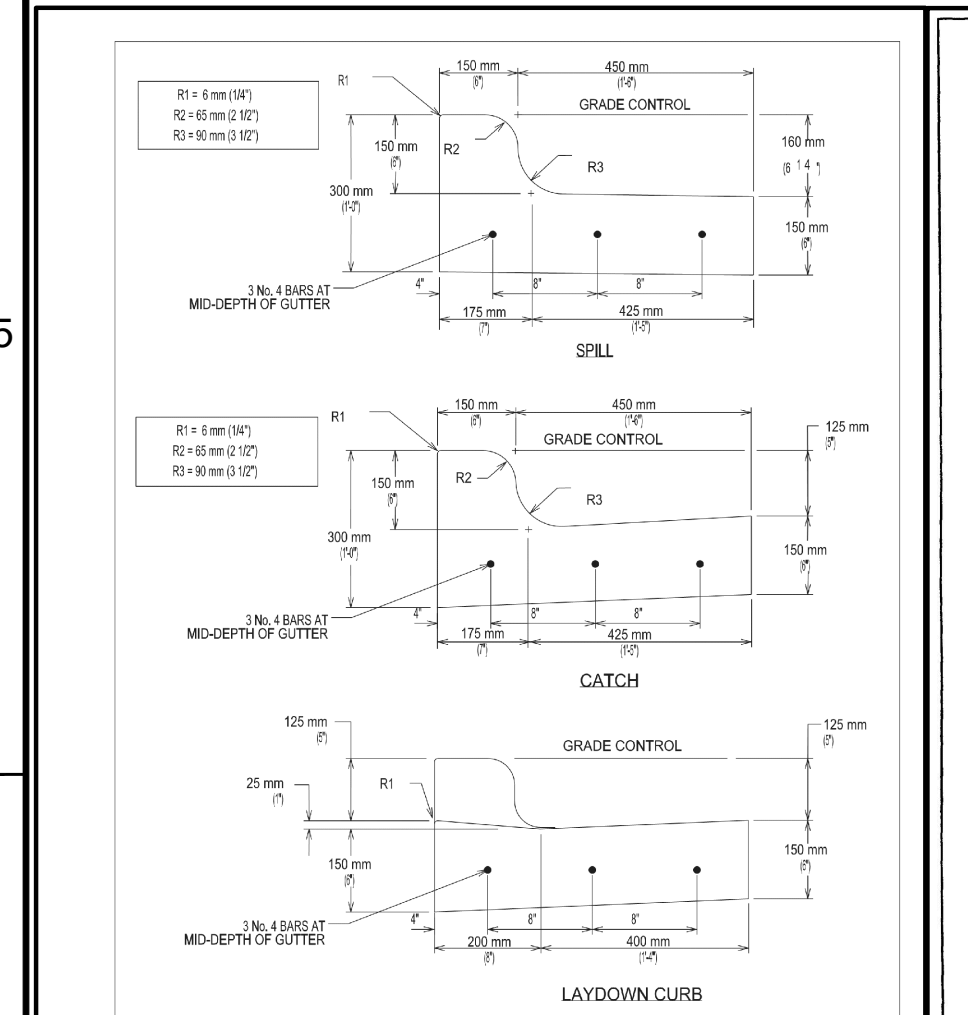 150 mm
(6")
450 mm
(1'-6")
R1
R1 = 6 mm (1/4")
R2 = 65 mm (2 1/2")
R3 = 90 mm (3 1/2")
GRADE CONTROL
R2
150 mm
(6")
160 mm
(6 1 4 ")
R3
300 mm
(1'-0")
150 mm
(6")
3 No. 4 BARS AT
MID-DEPTH OF GUTTER
4"
8"
8"
175 mm
(7")
425 mm
(1'-5")
SPILL
5
150 mm
(6")
450 mm
(1'-6")
R1
R1 = 6 mm (1/4")
R2 = 65 mm (2 1/2")
R3 = 90 mm (3 1/2")
GRADE CONTROL
125 mm
(5")
R2
150 mm
(6")
R3
300 mm
(1'-0")
150 mm
(6")
3 No. 4 BARS AT
MID-DEPTH OF GUTTER
4"
8"
8"
175 mm
(7")
425 mm
(1'-5")
CATCH
125 mm
(5")
GRADE CONTROL
125 mm
(5")
25 mm
(1")
R1
150 mm
(6")
150 mm
(6")
3 No. 4 BARS AT
MID-DEPTH OF GUTTER
4"
8"
8"
200 mm
(8")
400 mm
(1'-4")
LAYDOWN CURB